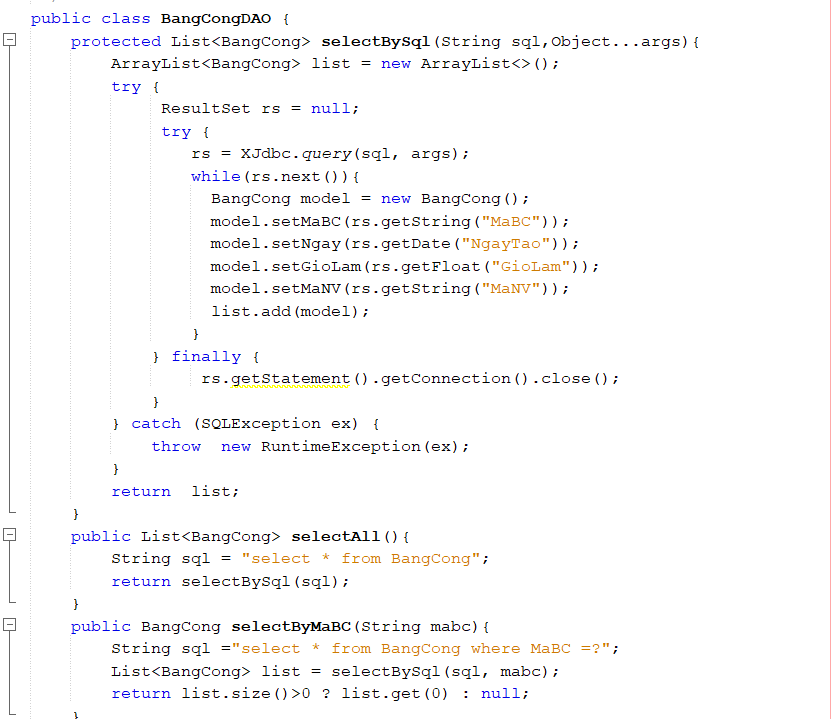 public class BangCongDAO {
    protected List<BangCong> selectBySql(String sql,Object...args){
        ArrayList<BangCong> list = new ArrayList<>();
        try {
             ResultSet rs = null;
             try {
                rs = XJdbc.query(sql, args);
                while(rs.next()){
                  BangCong model = new BangCong();
                  model.setMaBC(rs.getString("MaBC"));
                  model.setNgay(rs.getDate("NgayTao"));
                  model.setGioLam(rs.getFloat("GioLam"));
                  model.setMaNV(rs.getString("MaNV"));
                  list.add(model);
                }
            } finally {
                 rs.getStatement().getConnection().close();
            }
        } catch (SQLException ex) {
            throw  new RuntimeException(ex);
        }
        return  list;
    }
    public List<BangCong> selectAll(){
        String sql = "select * from BangCong";
        return selectBySql(sql);
    }
    public BangCong selectByMaBC(String mabc){
        String sql ="select * from BangCong where MaBC =?";
        List<BangCong> list = selectBySql(sql, mabc);
        return list.size()>0 ? list.get(0) : null;
    }